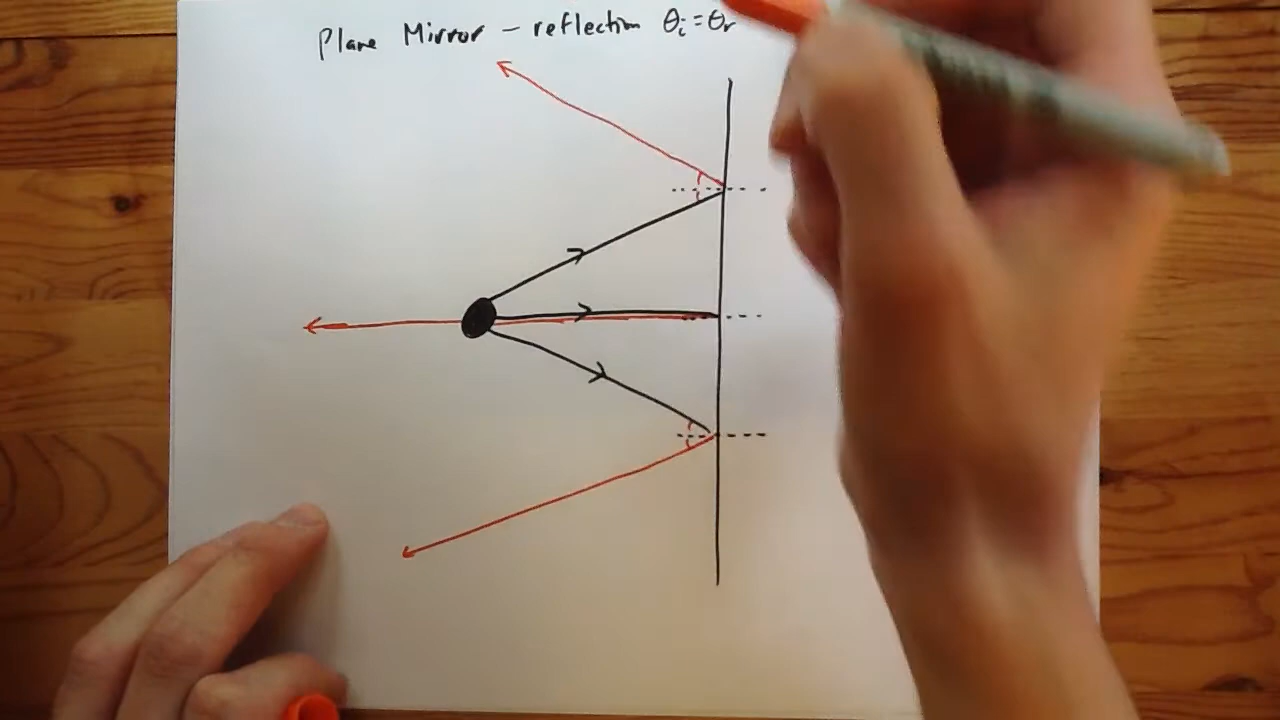 Plane Mirror - reflection θi = θr